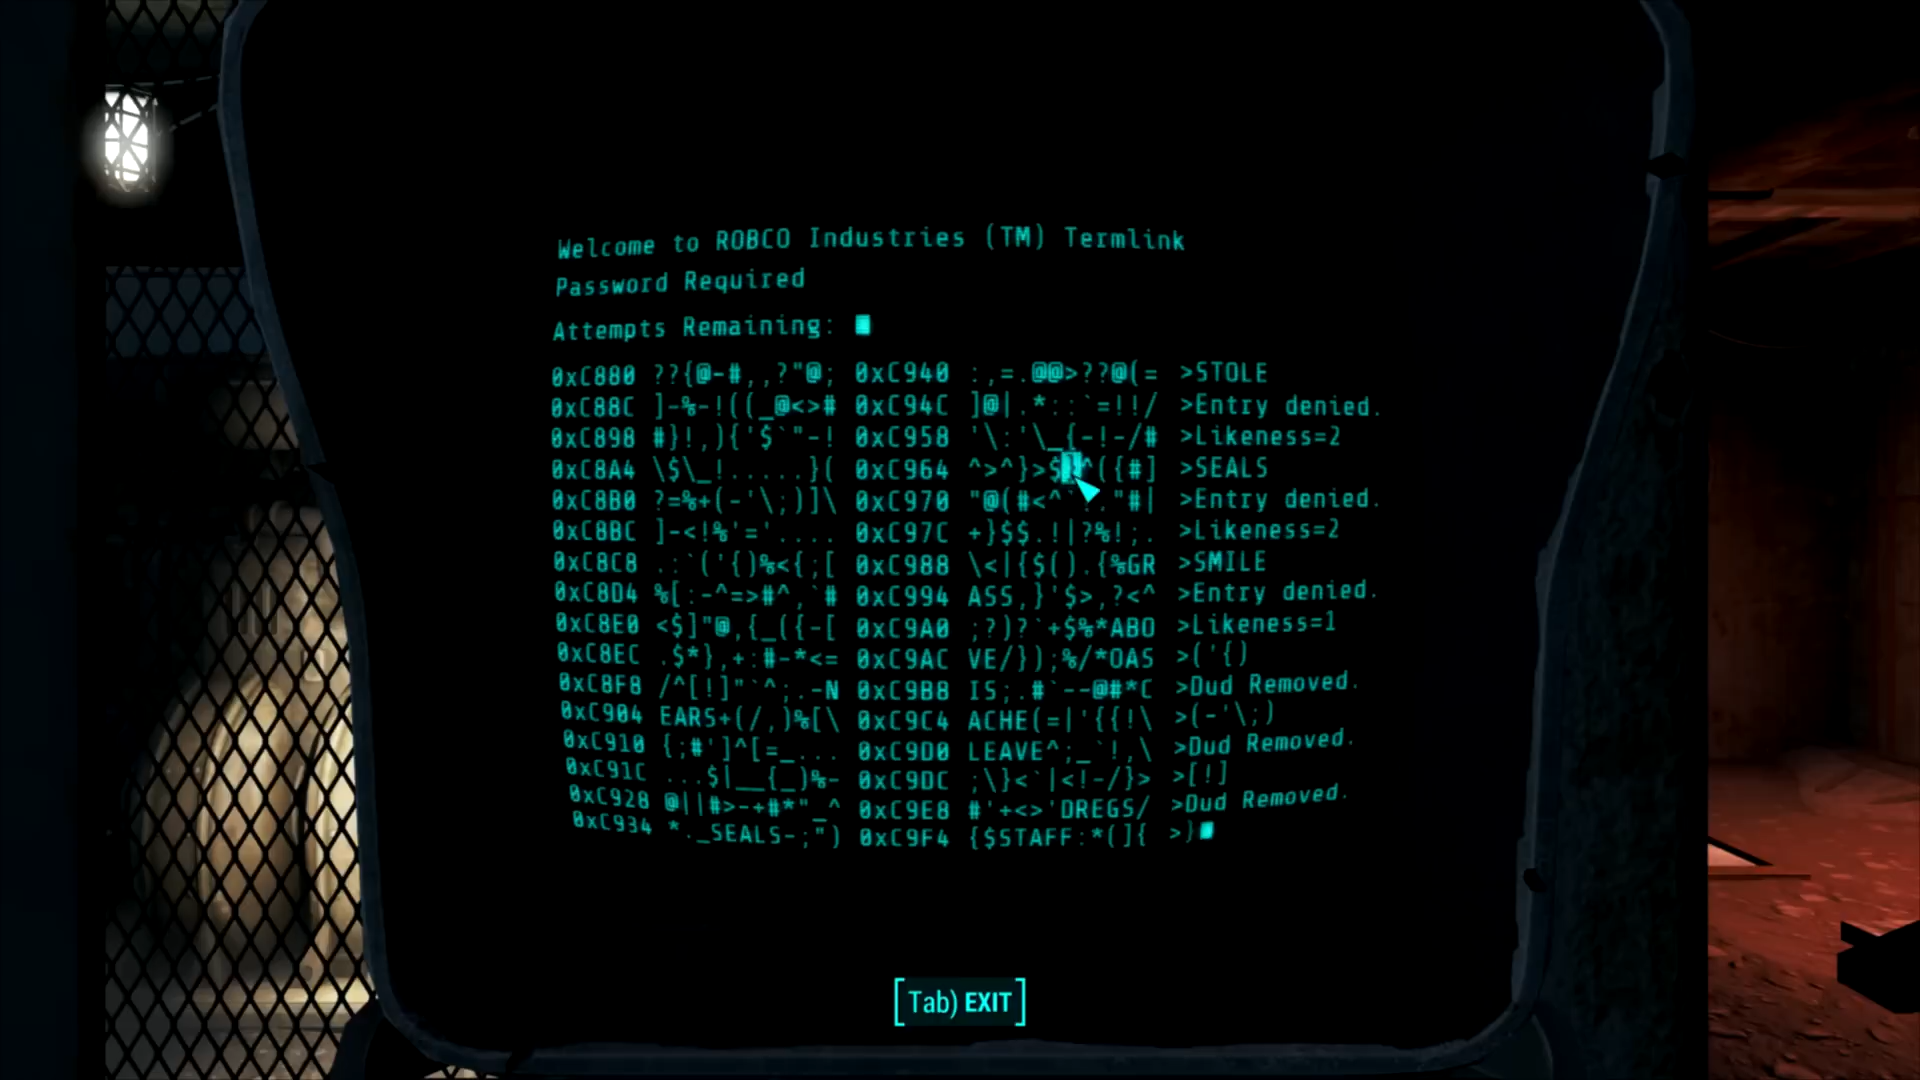 Welcome to ROBCO Industries (TM) Termlink
Password Required
Attempts Remaining: ■
0xC880 ??{@-#,,?"@; 0xC940 :,=.@@>??@(= >STOLE
0xC88C ]-%-!((_@<># 0xC94C ]@|.*::`=!!/ >Entry denied.
0xC898 #}!,){'$`"-! 0xC958 '\:'\_{-!-/# >Likeness=2
0xC8A4 \$\_!.....}( 0xC964 ^>^}>$ ^({#] >SEALS
0xC8B0 ?=%+(-'\;)]\ 0xC970 "@(#<^`:."#| >Entry denied.
0xC8BC ]-<!%'='.... 0xC97C +}$$.!|?%!;. >Likeness=2
0xC8C8 .:`('{)%<{;[ 0xC988 \<|{$().{%GR >SMILE
0xC8D4 %[:-^=>#^,`# 0xC994 ASS,}'$>,?<^ >Entry denied.
0xC8E0 <$]"@,{_({-[ 0xC9A0 ;?)?`+$%*ABO >Likeness=1
0xC8EC .$*},+:#-*<= 0xC9AC VE/});%/*OAS >('{)
0xC8F8 /^[!]"`^;.-N 0xC9B8 IS;.#`--@#*C >Dud Removed.
0xC904 EARS+(/,)%[\ 0xC9C4 ACHE(=|'{{!\ >(-'\;)
0xC910 {;#']^[=_... 0xC9D0 LEAVE^;_`!,\ >Dud Removed.
0xC91C ...$|__{_)%- 0xC9DC ;\}<`|<!-/}> >[!]
0xC928 @||#>-+#*"_^ 0xC9E8 #'+<>'DREGS/ >Dud Removed.
0xC934 *._SEALS-;") 0xC9F4 {$STAFF:*(]{ >)■
[Tab) EXIT]